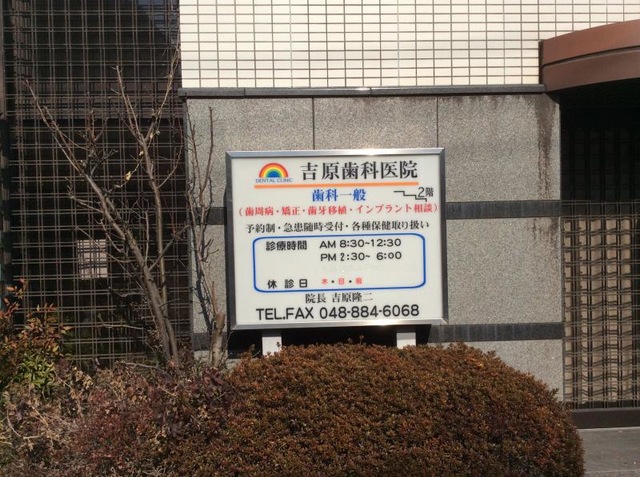 DENTAL CLINIC
吉原歯科医院
歯科一般
2階
(歯周病・矯正・歯牙移植・インプラント相談)
予約制・急患随時受付・各種保健取り扱い
診療時間 AM 8:30~12:30
PM 2:30~ 6:00
休診日 木・日・祝
院長 吉原隆二
TEL.FAX 048-884-6068